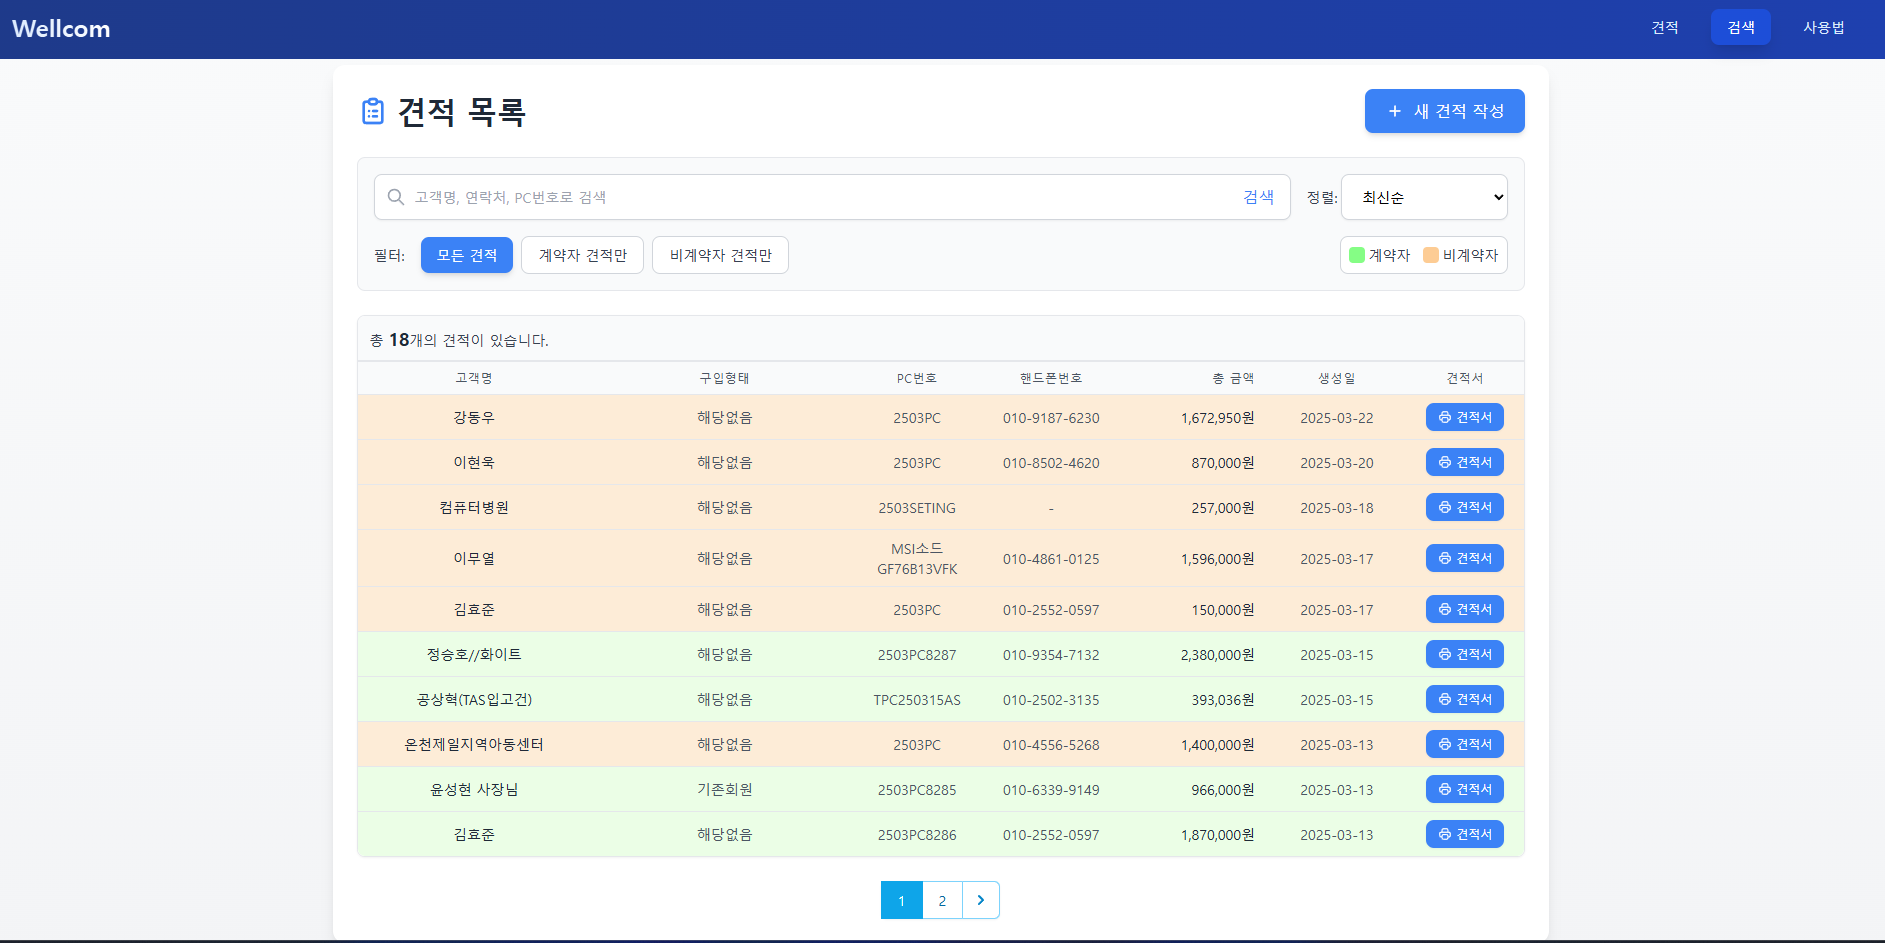 Wellcom 견적 검색 사용법
견적 목록
+ 새 견적 작성
고객명, 연락처, PC번호로 검색 검색 정렬: 최신순
필터: 모든 견적 계약자 견적만 비계약자 견적만 계약자 비계약자
총 18개의 견적이 있습니다.
고객명 구입형태 PC번호 핸드폰번호 총 금액 생성일 견적서
강동우 해당없음 2503PC 010-9187-6230 1,672,950원 2025-03-22 견적서
이현욱 해당없음 2503PC 010-8502-4620 870,000원 2025-03-20 견적서
컴퓨터병원 해당없음 2503SETING - 257,000원 2025-03-18 견적서
이무열 해당없음 MSI소드 GF76B13VFK 010-4861-0125 1,596,000원 2025-03-17 견적서
김효준 해당없음 2503PC 010-2552-0597 150,000원 2025-03-17 견적서
정승호//화이트 해당없음 2503PC8287 010-9354-7132 2,380,000원 2025-03-15 견적서
공상혁(TAS입고건) 해당없음 TPC250315AS 010-2502-3135 393,036원 2025-03-15 견적서
온천제일지역아동센터 해당없음 2503PC 010-4556-5268 1,400,000원 2025-03-13 견적서
윤성현 사장님 기존회원 2503PC8285 010-6339-9149 966,000원 2025-03-13 견적서
김효준 해당없음 2503PC8286 010-2552-0597 1,870,000원 2025-03-13 견적서
1 2 >